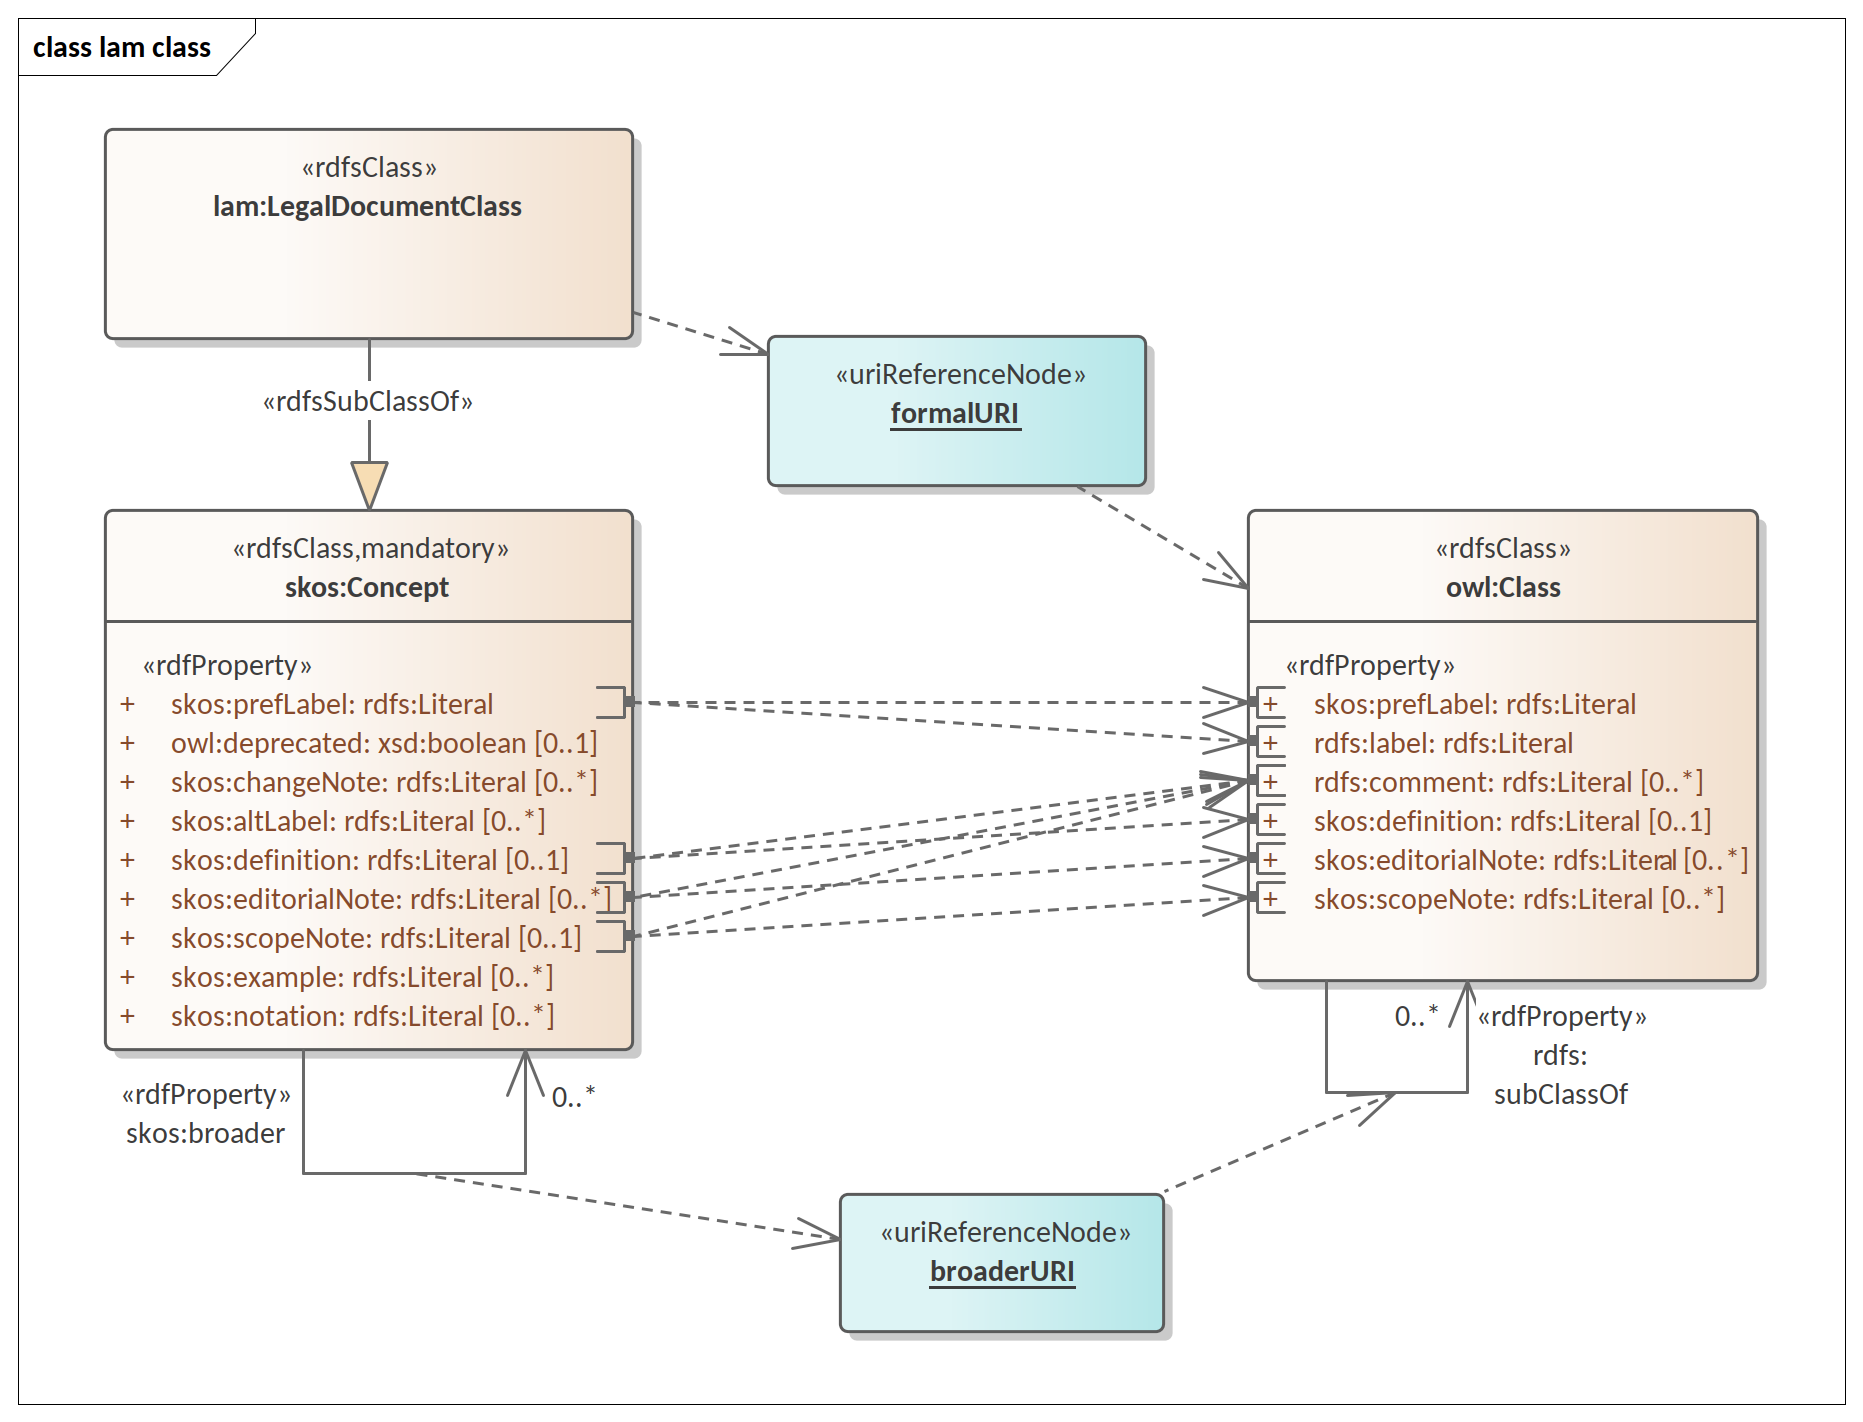 class lam class
«rdfsClass»
lam:LegalDocumentClass
«rdfsSubClassOf»
«uriReferenceNode»
formalURI
«rdfsClass,mandatory»
skos:Concept
«rdfProperty»
+ skos:prefLabel: rdfs:Literal
+ owl:deprecated: xsd:boolean [0..1]
+ skos:changeNote: rdfs:Literal [0..*]
+ skos:altLabel: rdfs:Literal [0..*]
+ skos:definition: rdfs:Literal [0..1]
+ skos:editorialNote: rdfs:Literal [0..*]
+ skos:scopeNote: rdfs:Literal [0..1]
+ skos:example: rdfs:Literal [0..*]
+ skos:notation: rdfs:Literal [0..*]
«rdfsClass»
owl:Class
«rdfProperty»
+ skos:prefLabel: rdfs:Literal
+ rdfs:label: rdfs:Literal
+ rdfs:comment: rdfs:Literal [0..*]
+ skos:definition: rdfs:Literal [0..1]
+ skos:editorialNote: rdfs:Literal [0..*]
+ skos:scopeNote: rdfs:Literal [0..*]
0..*
«rdfProperty»
rdfs:
subClassOf
«rdfProperty»
skos:broader
0..*
«uriReferenceNode»
broaderURI